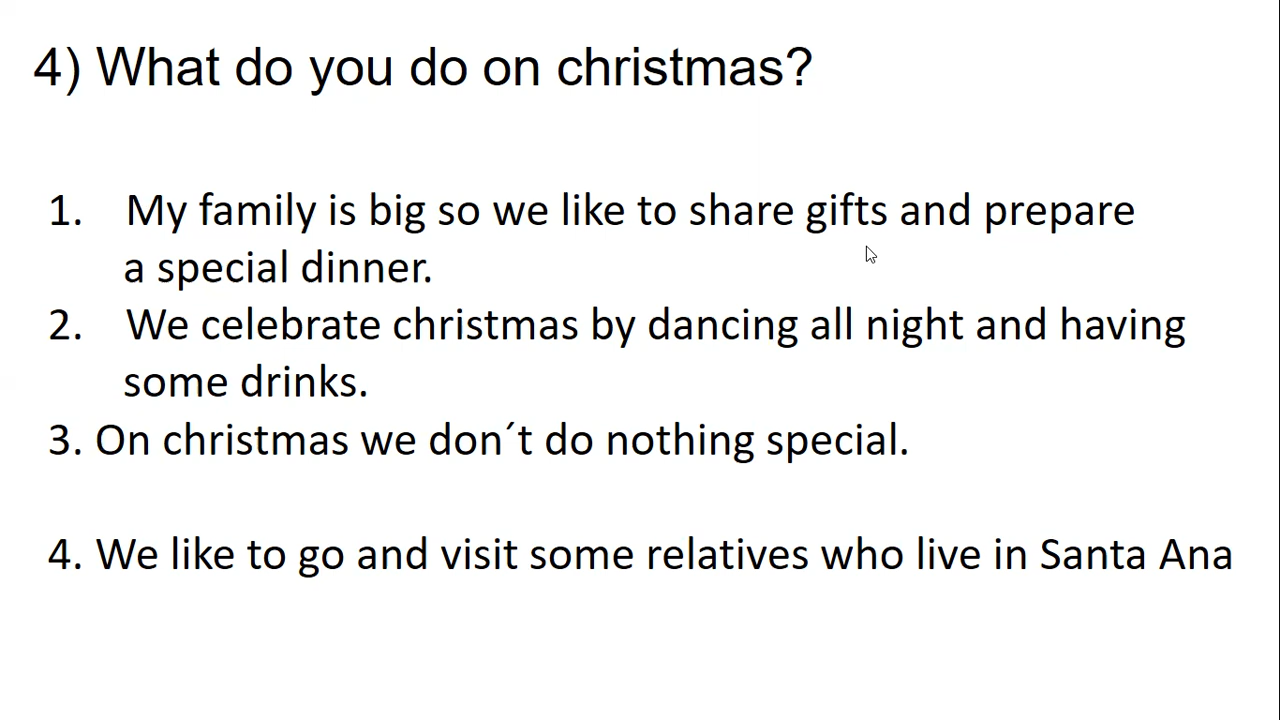 4) What do you do on christmas?
1. My family is big so we like to share gifts and prepare
a special dinner.
2. We celebrate christmas by dancing all night and having
some drinks.
3. On christmas we don´t do nothing special.
4. We like to go and visit some relatives who live in Santa Ana